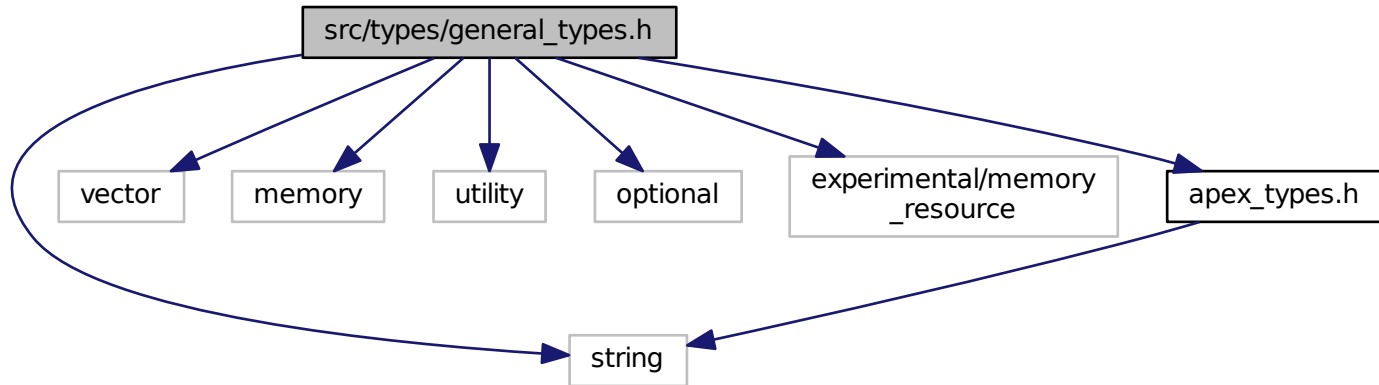 src/types/general_types.h
vector
memory
utility
optional
experimental/memory
_resource
apex_types.h
string